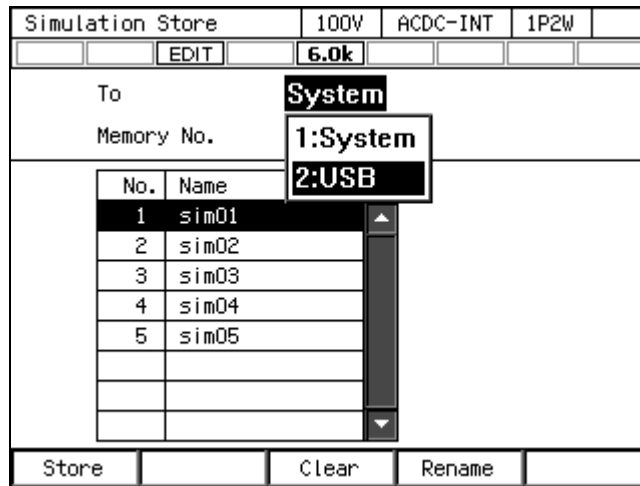 Simulation Store 100V ACDC-INT 1P2W
EDIT 6.0k
To System
Memory No. 1:System
2:USB
No. Name
1 sim01
2 sim02
3 sim03
4 sim04
5 sim05
Store Clear Rename